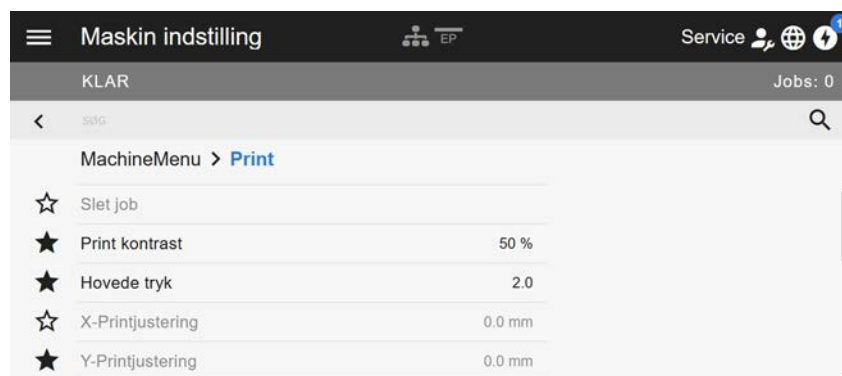 Maskin indstilling EP Service 1
KLAR Jobs: 0
SØG
MachineMenu > Print
Slet job
Print kontrast 50 %
Hovede tryk 2.0
X-Printjustering 0.0 mm
Y-Printjustering 0.0 mm